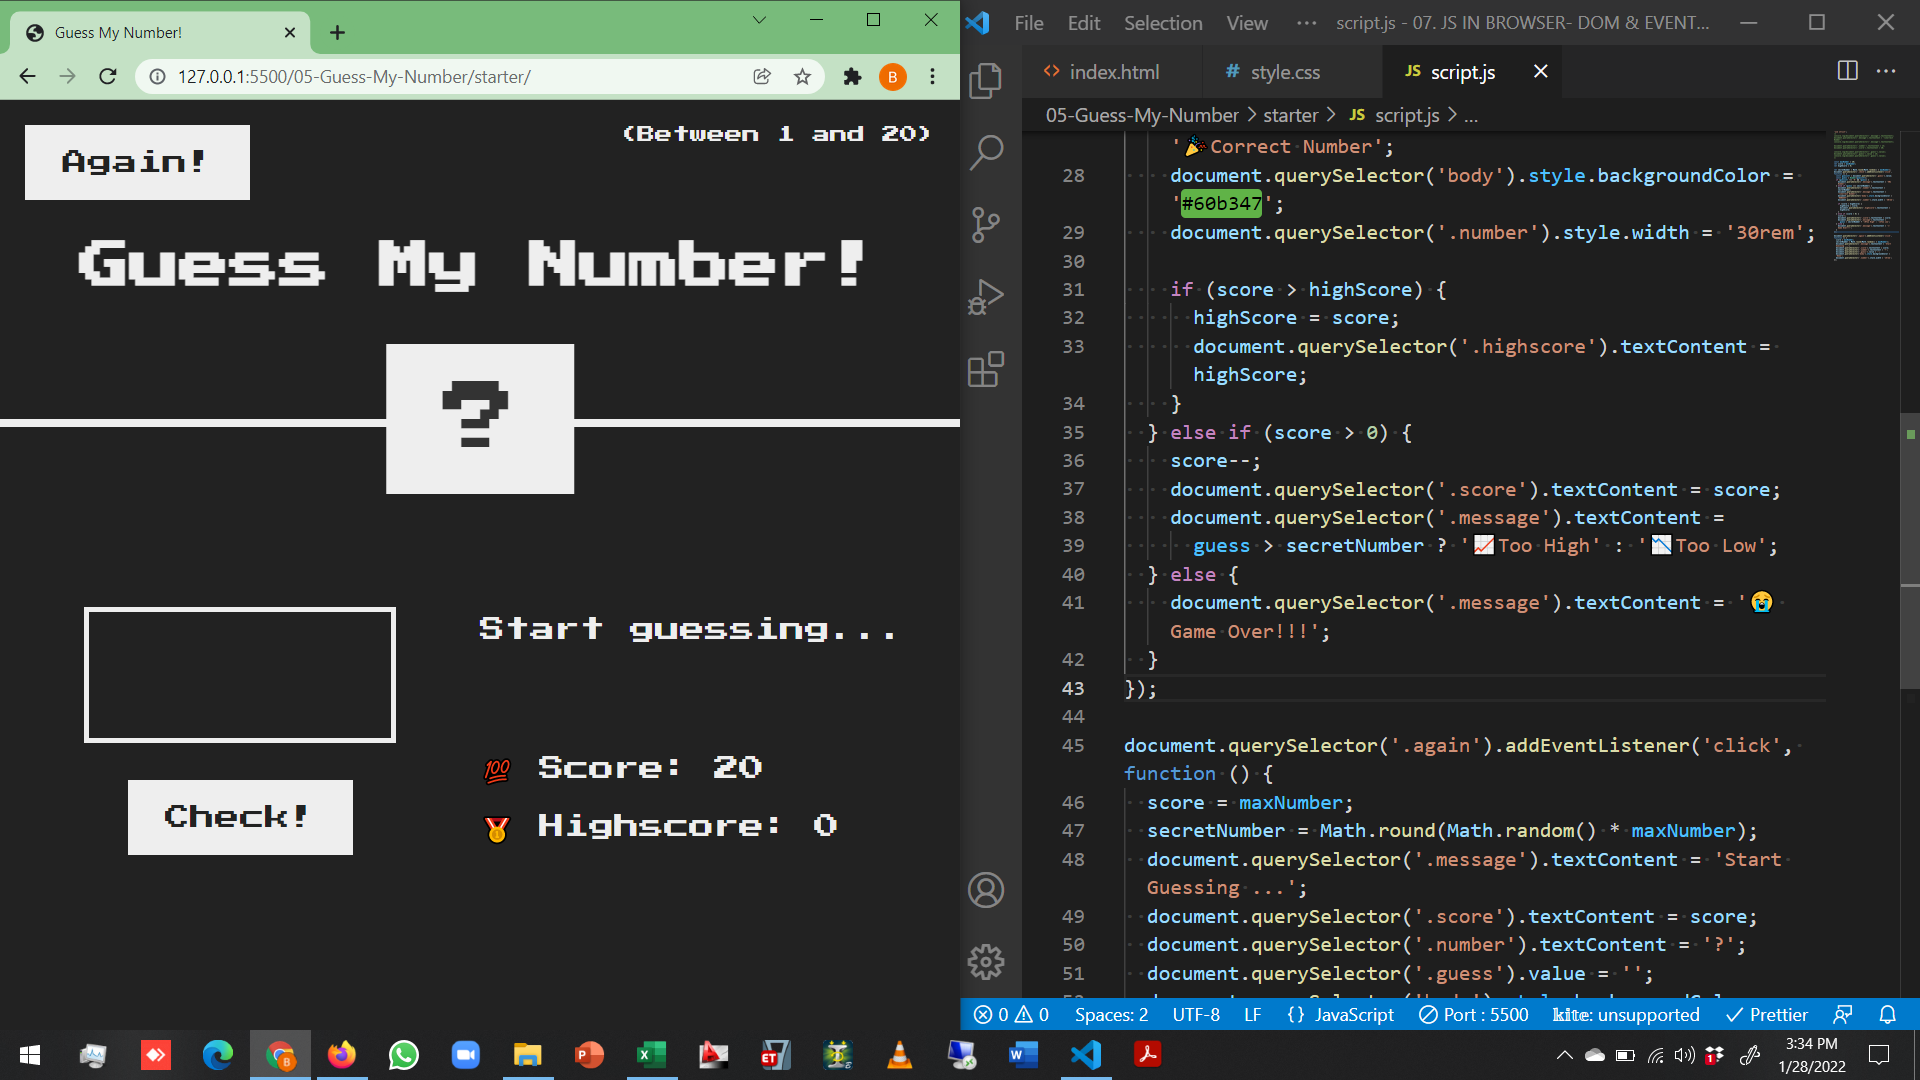 Guess My Number!
127.0.0.1:5500/05-Guess-My-Number/starter/
B
Again!
(Between 1 and 20)
Guess My Number!
?
Start guessing...
💯 Score: 20
Check!
🥇 Highscore: 0
File Edit Selection View ··· script.js - 07. JS IN BROWSER- DOM & EVENT...
<> index.html
# style.css
JS script.js
05-Guess-My-Number > starter > JS script.js > ...
'🎉Correct Number';
28 document.querySelector('body').style.backgroundColor =
'#60b347';
29 document.querySelector('.number').style.width = '30rem';
30
31 if (score > highScore) {
32 highScore = score;
33 document.querySelector('.highscore').textContent =
highScore;
34 }
35 } else if (score > 0) {
36 score--;
37 document.querySelector('.score').textContent = score;
38 document.querySelector('.message').textContent =
39 guess > secretNumber ? '📈Too High' : '📉Too Low';
40 } else {
41 document.querySelector('.message').textContent = '😭
Game Over!!!';
42 }
43 });
44
45 document.querySelector('.again').addEventListener('click',
function () {
46 score = maxNumber;
47 secretNumber = Math.round(Math.random() * maxNumber);
48 document.querySelector('.message').textContent = 'Start
Guessing ...';
49 document.querySelector('.score').textContent = score;
50 document.querySelector('.number').textContent = '?';
51 document.querySelector('.guess').value = '';
0 0 Spaces: 2 UTF-8 LF {} JavaScript Port : 5500 kite: unsupported Prettier
3:34 PM
1/28/2022